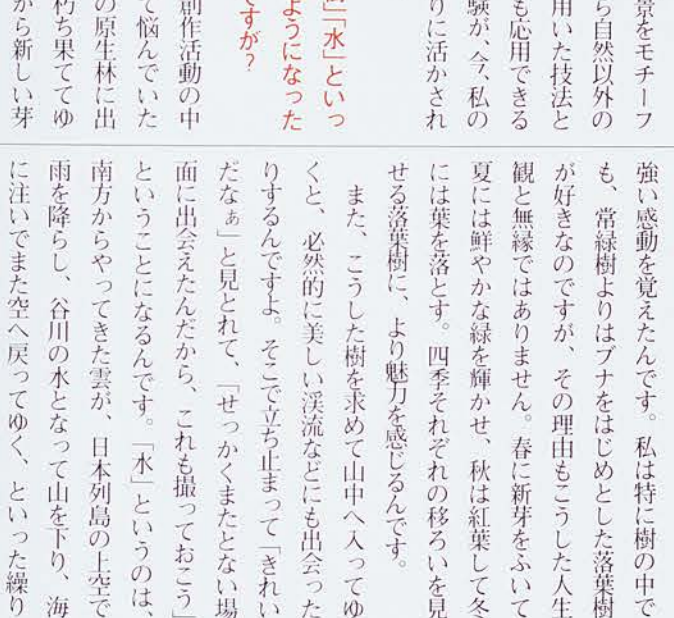 景をモチーフ
ら自然以外の
用いた技法と
も応用できる
験が、今、私の
りに活かされ
」「水」といっ
ようになった
ですが?
創作活動の中
て悩んでいた
の原生林に出
朽ち果ててゆ
から新しい芽
強い感動を覚えたんです。私は特に樹の中で
も、常緑樹よりはブナをはじめとした落葉樹
が好きなのですが、その理由もこうした人生
観と無縁ではありません。春に新芽をふいて
夏には鮮やかな緑を輝かせ、秋は紅葉して冬
には葉を落とす。四季それぞれの移ろいを見
せる落葉樹に、より魅力を感じるんです。
また、こうした樹を求めて山中へ入ってゆ
くと、必然的に美しい渓流などにも出会った
りするんですよ。そこで立ち止まって「きれい
だなぁ」と見とれて、「せっかくまたとない場
面に出会えたんだから、これも撮っておこう」
ということになるんです。「水」というのは、
南方からやってきた雲が、日本列島の上空で
雨を降らし、谷川の水となって山を下り、海
に注いでまた空へ戻ってゆく、といった繰り